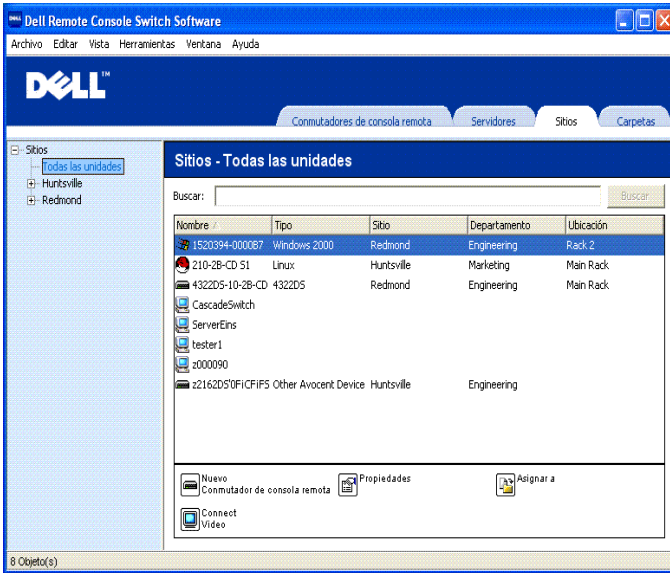 Dell Remote Console Switch Software
Archivo Editar Vista Herramientas Ventana Ayuda
DELL™
Conmutadores de consola remota Servidores Sitios Carpetas
Sitios
Todas las unidades
Huntsville
Redmond
Sitios - Todas las unidades
Buscar: Buscar
Nombre Tipo Sitio Departamento Ubicación
1520394-0000B7 Windows 2000 Redmond Engineering Rack 2
210-2B-CD S1 Linux Huntsville Marketing Main Rack
4322DS-10-2B-CD 4322DS Redmond Engineering Main Rack
CascadeSwitch
ServerEins
tester1
z000090
z2162DS'0FiCFiFS Other Avocent Device Huntsville Engineering
Nuevo
Conmutador de consola remota
Propiedades
Asignar a
Connect
Video
8 Objeto(s)